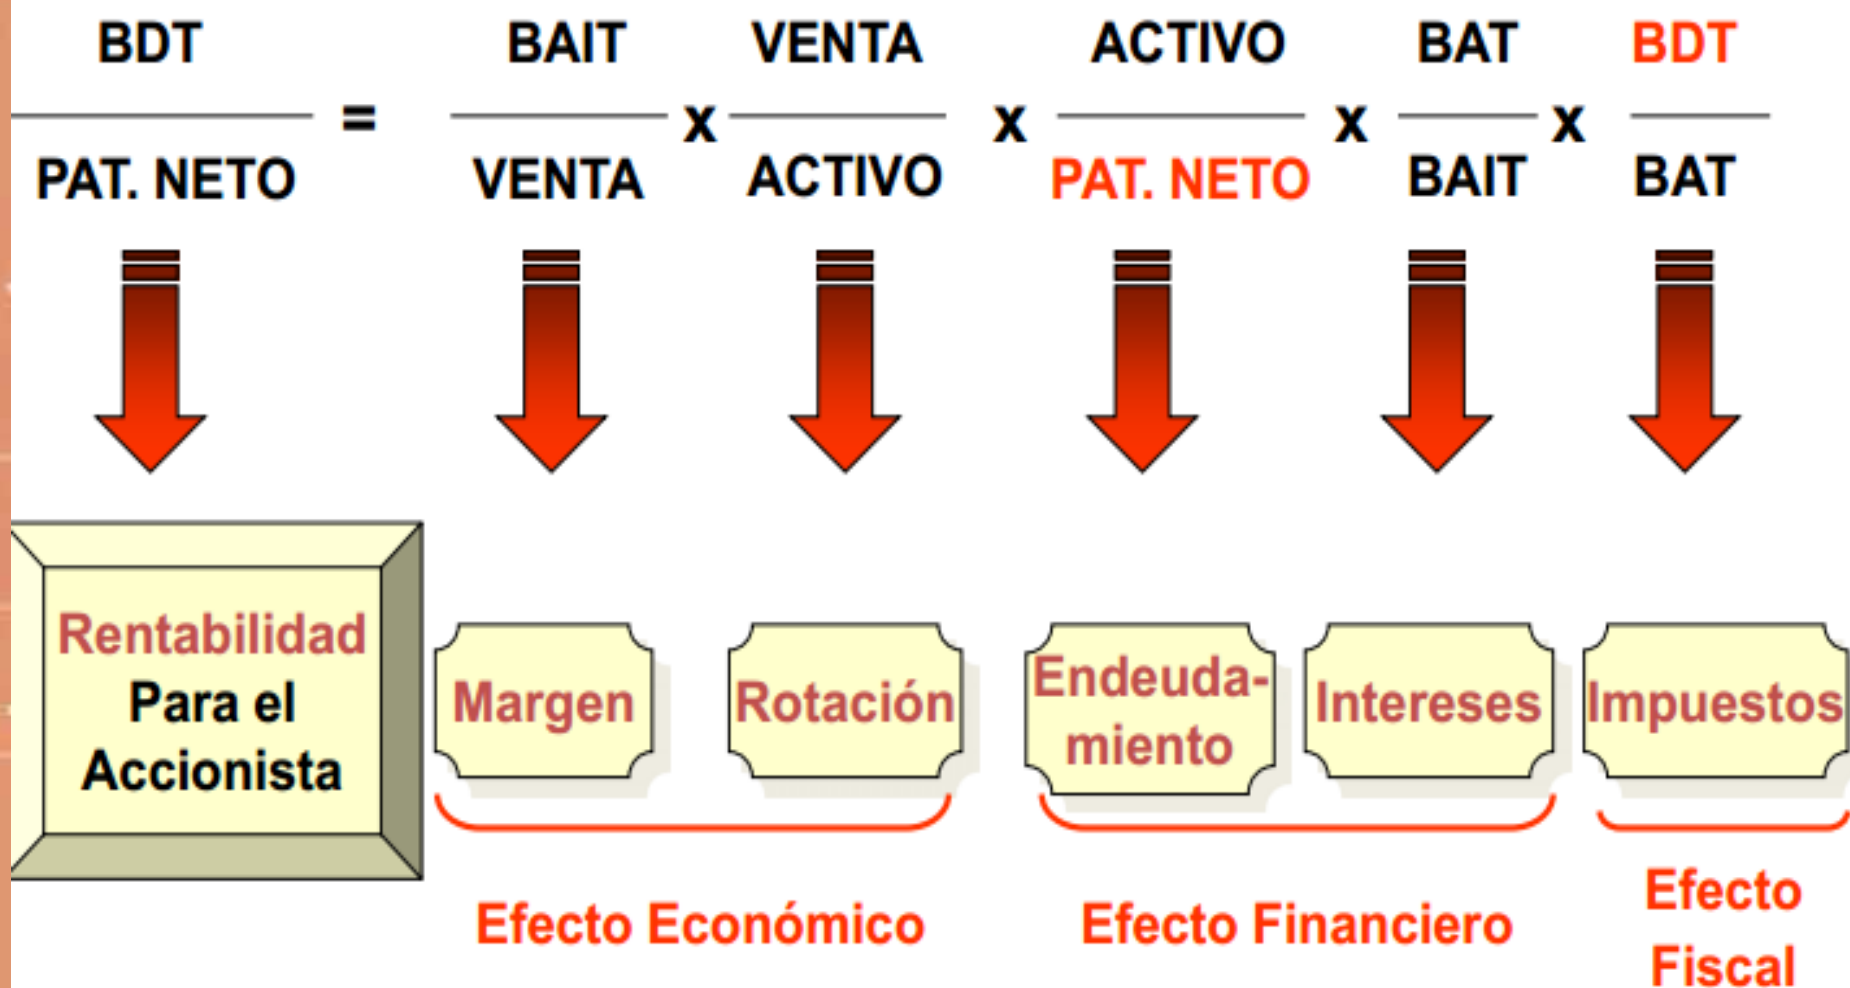 BDT BAIT VENTA ACTIVO BAT BDT
= x x x x
PAT. NETO VENTA ACTIVO PAT. NETO BAIT BAT
Rentabilidad
Para el
Accionista
Margen
Rotación
Endeuda-
miento
Intereses
Impuestos
Efecto Económico
Efecto Financiero
Efecto
Fiscal